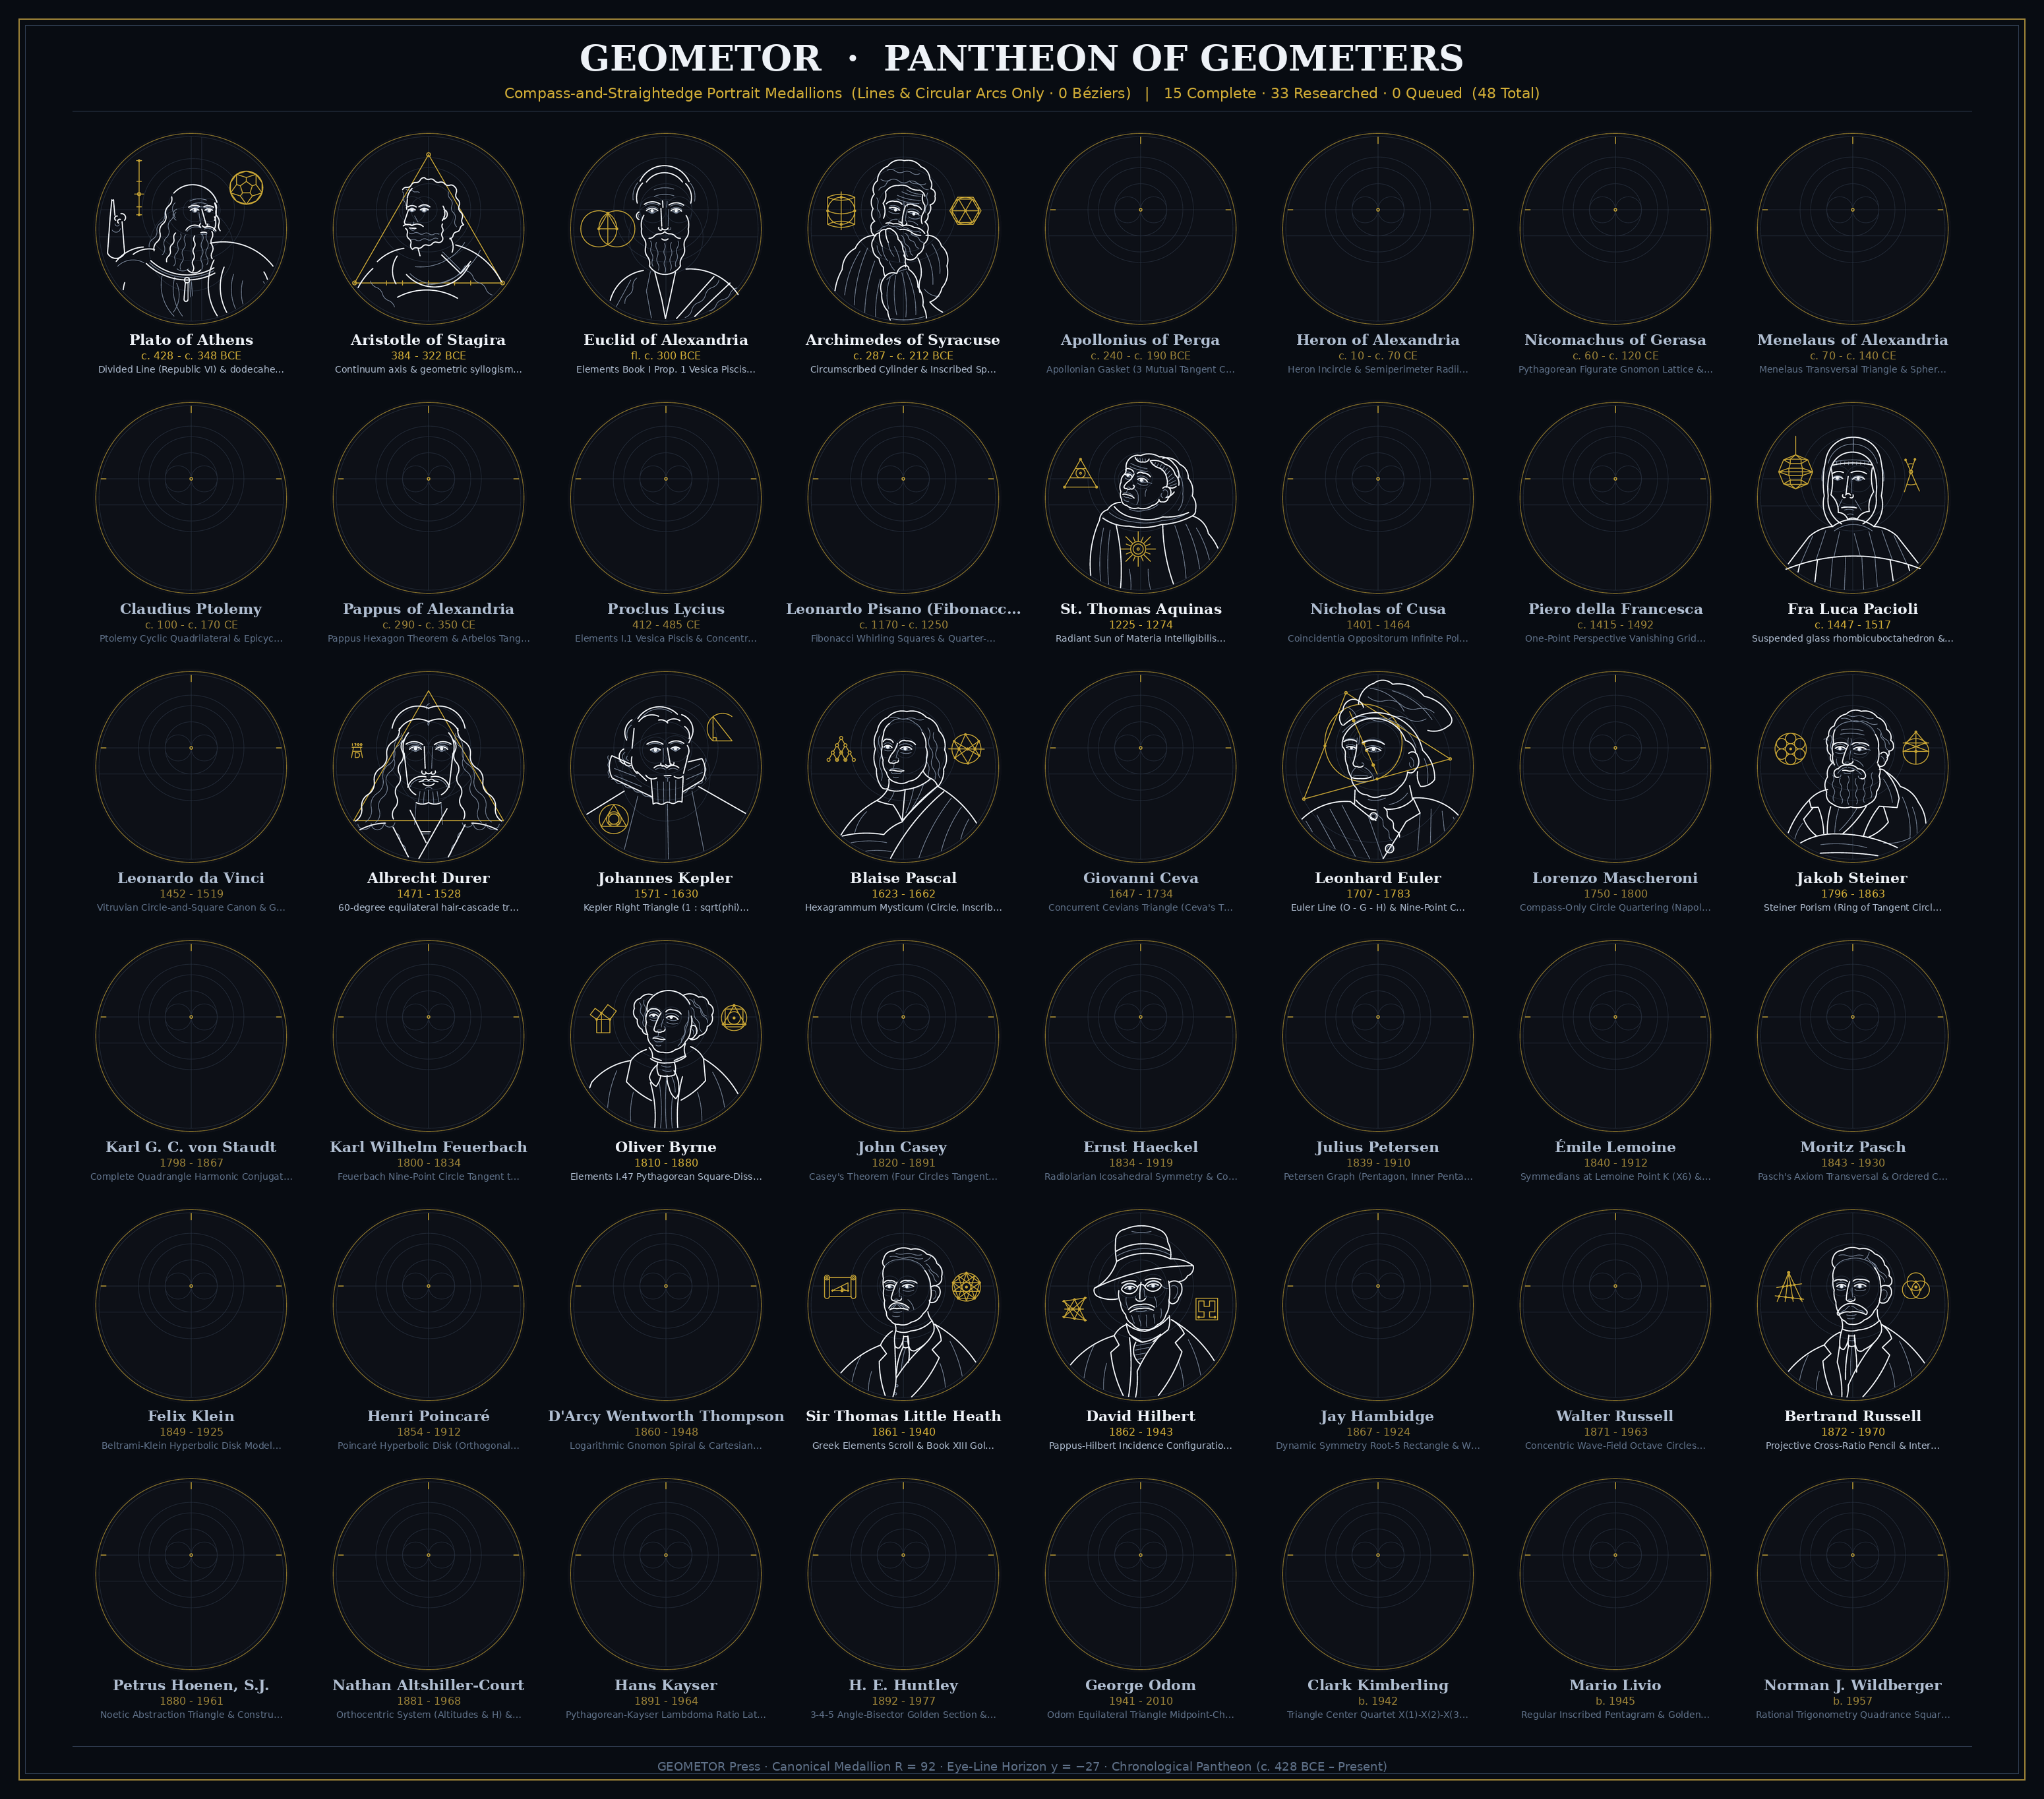 GEOMETOR · PANTHEON OF GEOMETERS
Compass-and-Straightedge Portrait Medallions (Lines & Circular Arcs Only · 0 Béziers) | 15 Complete · 33 Researched · 0 Queued (48 Total)
Plato of Athens
c. 428 - c. 348 BCE
Divided Line (Republic VI) & dodecahe...
Aristotle of Stagira
384 - 322 BCE
Continuum axis & geometric syllogism...
Euclid of Alexandria
fl. c. 300 BCE
Elements Book I Prop. 1 Vesica Piscis...
Archimedes of Syracuse
c. 287 - c. 212 BCE
Circumscribed Cylinder & Inscribed Sp...
Apollonius of Perga
c. 240 - c. 190 BCE
Apollonian Gasket (3 Mutual Tangent C...
Heron of Alexandria
c. 10 - c. 70 CE
Heron Incircle & Semiperimeter Radii...
Nicomachus of Gerasa
c. 60 - c. 120 CE
Pythagorean Figurate Gnomon Lattice &...
Menelaus of Alexandria
c. 70 - c. 140 CE
Menelaus Transversal Triangle & Spher...
Claudius Ptolemy
c. 100 - c. 170 CE
Ptolemy Cyclic Quadrilateral & Epicyc...
Pappus of Alexandria
c. 290 - c. 350 CE
Pappus Hexagon Theorem & Arbelos Tang...
Proclus Lycius
412 - 485 CE
Elements I.1 Vesica Piscis & Concentr...
Leonardo Pisano (Fibonacc...
c. 1170 - c. 1250
Fibonacci Whirling Squares & Quarter-...
St. Thomas Aquinas
1225 - 1274
Radiant Sun of Materia Intelligibilis...
Nicholas of Cusa
1401 - 1464
Coincidentia Oppositorum Infinite Pol...
Piero della Francesca
c. 1415 - 1492
One-Point Perspective Vanishing Grid...
Fra Luca Pacioli
c. 1447 - 1517
Suspended glass rhombicuboctahedron &...
Leonardo da Vinci
1452 - 1519
Vitruvian Circle-and-Square Canon & G...
Albrecht Durer
1471 - 1528
60-degree equilateral hair-cascade tr...
Johannes Kepler
1571 - 1630
Kepler Right Triangle (1 : sqrt(phi)...
Blaise Pascal
1623 - 1662
Hexagrammum Mysticum (Circle, Inscrib...
Giovanni Ceva
1647 - 1734
Concurrent Cevians Triangle (Ceva's T...
Leonhard Euler
1707 - 1783
Euler Line (O - G - H) & Nine-Point C...
Lorenzo Mascheroni
1750 - 1800
Compass-Only Circle Quartering (Napol...
Jakob Steiner
1796 - 1863
Steiner Porism (Ring of Tangent Circl...
Karl G. C. von Staudt
1798 - 1867
Complete Quadrangle Harmonic Conjugat...
Karl Wilhelm Feuerbach
1800 - 1834
Feuerbach Nine-Point Circle Tangent t...
Oliver Byrne
1810 - 1880
Elements I.47 Pythagorean Square-Diss...
John Casey
1820 - 1891
Casey's Theorem (Four Circles Tangent...
Ernst Haeckel
1834 - 1919
Radiolarian Icosahedral Symmetry & Co...
Julius Petersen
1839 - 1910
Petersen Graph (Pentagon, Inner Penta...
Émile Lemoine
1840 - 1912
Symmedians at Lemoine Point K (X6) &...
Moritz Pasch
1843 - 1930
Pasch's Axiom Transversal & Ordered C...
Felix Klein
1849 - 1925
Beltrami-Klein Hyperbolic Disk Model...
Henri Poincaré
1854 - 1912
Poincaré Hyperbolic Disk (Orthogonal...
D'Arcy Wentworth Thompson
1860 - 1948
Logarithmic Gnomon Spiral & Cartesian...
Sir Thomas Little Heath
1861 - 1940
Greek Elements Scroll & Book XIII Gol...
David Hilbert
1862 - 1943
Pappus-Hilbert Incidence Configuratio...
Jay Hambidge
1867 - 1924
Dynamic Symmetry Root-5 Rectangle & W...
Walter Russell
1871 - 1963
Concentric Wave-Field Octave Circles...
Bertrand Russell
1872 - 1970
Projective Cross-Ratio Pencil & Inter...
Petrus Hoenen, S.J.
1880 - 1961
Noetic Abstraction Triangle & Constru...
Nathan Altshiller-Court
1881 - 1968
Orthocentric System (Altitudes & H) &...
Hans Kayser
1891 - 1964
Pythagorean-Kayser Lambdoma Ratio Lat...
H. E. Huntley
1892 - 1977
3-4-5 Angle-Bisector Golden Section &...
George Odom
1941 - 2010
Odom Equilateral Triangle Midpoint-Ch...
Clark Kimberling
b. 1942
Triangle Center Quartet X(1)-X(2)-X(3...
Mario Livio
b. 1945
Regular Inscribed Pentagram & Golden...
Norman J. Wildberger
b. 1957
Rational Trigonometry Quadrance Squar...
GEOMETOR Press · Canonical Medallion R = 92 · Eye-Line Horizon y = −27 · Chronological Pantheon (c. 428 BCE – Present)